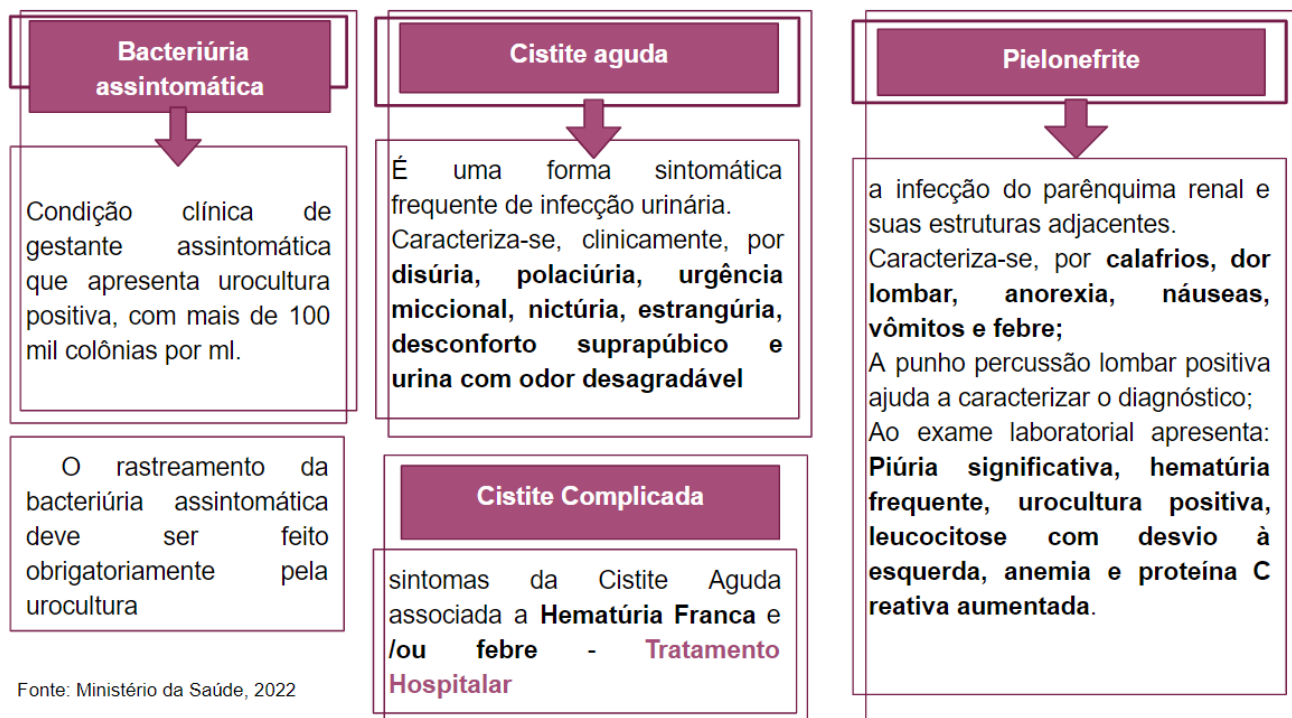 Bacteriúria
assintomática
Condição clínica de
gestante assintomática
que apresenta urocultura
positiva, com mais de 100
mil colônias por ml.
O rastreamento da
bacteriúria assintomática
deve ser feito
obrigatoriamente pela
urocultura
Fonte: Ministério da Saúde, 2022
Cistite aguda
É uma forma sintomática
frequente de infecção urinária.
Caracteriza-se, clinicamente, por
disúria, polaciúria, urgência
miccional, nictúria, estrangúria,
desconforto suprapúbico e
urina com odor desagradável
Cistite Complicada
sintomas da Cistite Aguda
associada a Hematúria Franca e
/ou febre - Tratamento
Hospitalar
Pielonefrite
a infecção do parênquima renal e
suas estruturas adjacentes.
Caracteriza-se, por calafrios, dor
lombar, anorexia, náuseas,
vômitos e febre;
A punho percussão lombar positiva
ajuda a caracterizar o diagnóstico;
Ao exame laboratorial apresenta:
Piúria significativa, hematúria
frequente, urocultura positiva,
leucocitose com desvio à
esquerda, anemia e proteína C
reativa aumentada.